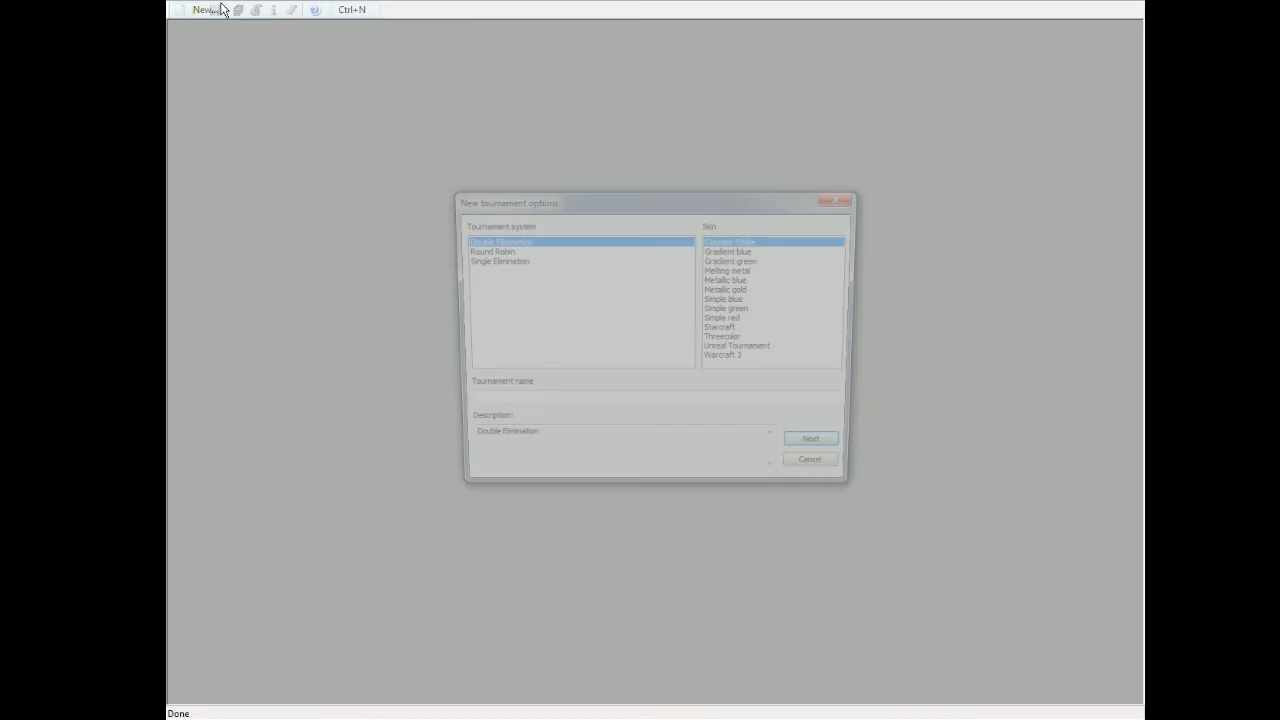 New
Ctrl+N
New tournament options
Tournament system
Skin
Double Elimination
Round Robin
Single Elimination
Counter Strike
Gradient blue
Gradient green
Melting metal
Metallic blue
Metallic gold
Simple blue
Simple green
Simple red
Starcraft
Threecolor
Unreal Tournament
Warcraft 3
Tournament name
Description:
Double Elimination
Next
Cancel
Done